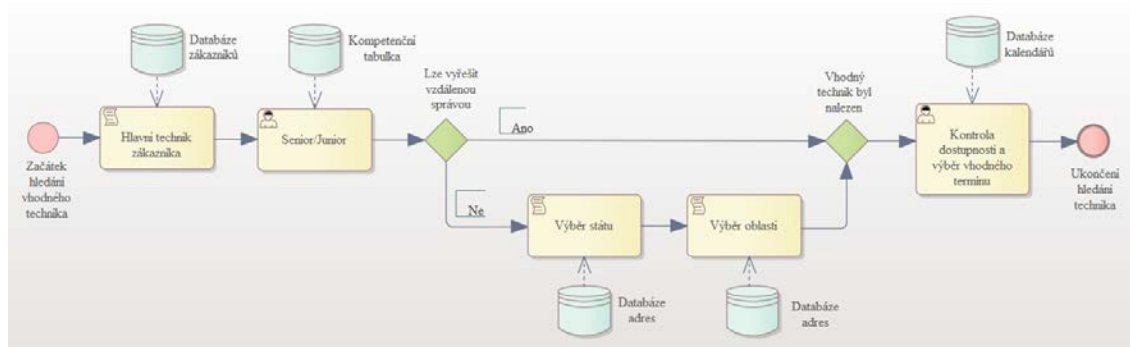 Databáze
zákazníků
Kompetenční
tabulka
Databáze
kalendářů
Lze vyřešit
vzdálenou
správou
Vhodný
technik byl
nalezen
Hlavní technik
zákazníka
Senior/Junior
Ano
Kontrola
dostupnosti a
výběr vhodného
termínu
Začátek
hledání
vhodného
technika
Ukončení
hledání
technika
Ne
Výběr státu
Výběr oblasti
Databáze
adres
Databáze
adres